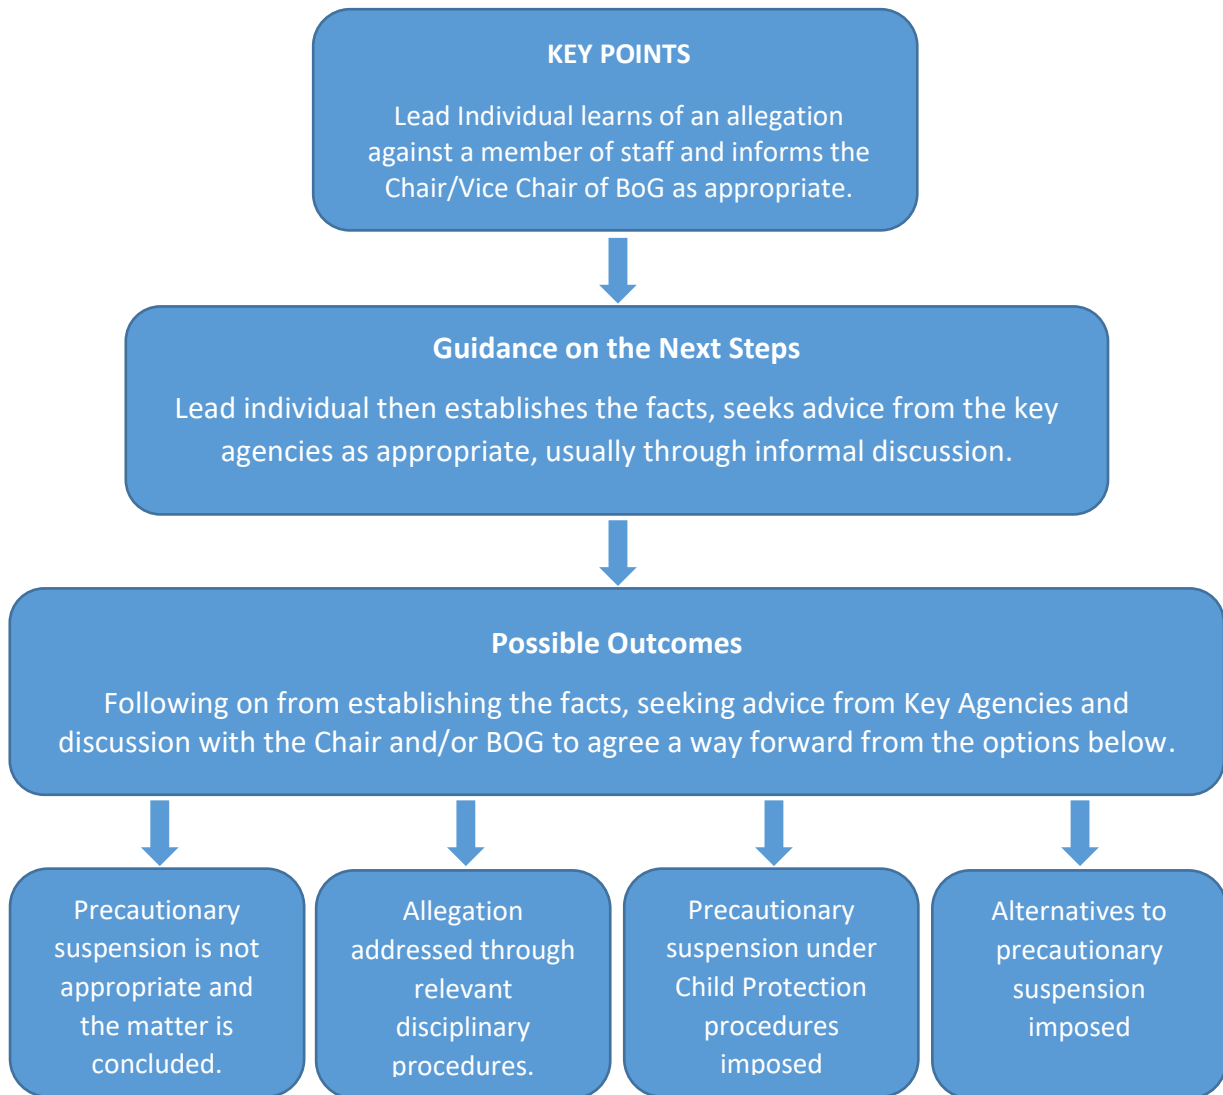 KEY POINTS
Lead Individual learns of an allegation
against a member of staff and informs the
Chair/Vice Chair of BoG as appropriate.
Guidance on the Next Steps
Lead individual then establishes the facts, seeks advice from the key
agencies as appropriate, usually through informal discussion.
Possible Outcomes
Following on from establishing the facts, seeking advice from Key Agencies and
discussion with the Chair and/or BOG to agree a way forward from the options below.
Precautionary
suspension is not
appropriate and
the matter is
concluded.
Allegation
addressed through
relevant
disciplinary
procedures.
Precautionary
suspension under
Child Protection
procedures
imposed
Alternatives to
precautionary
suspension
imposed